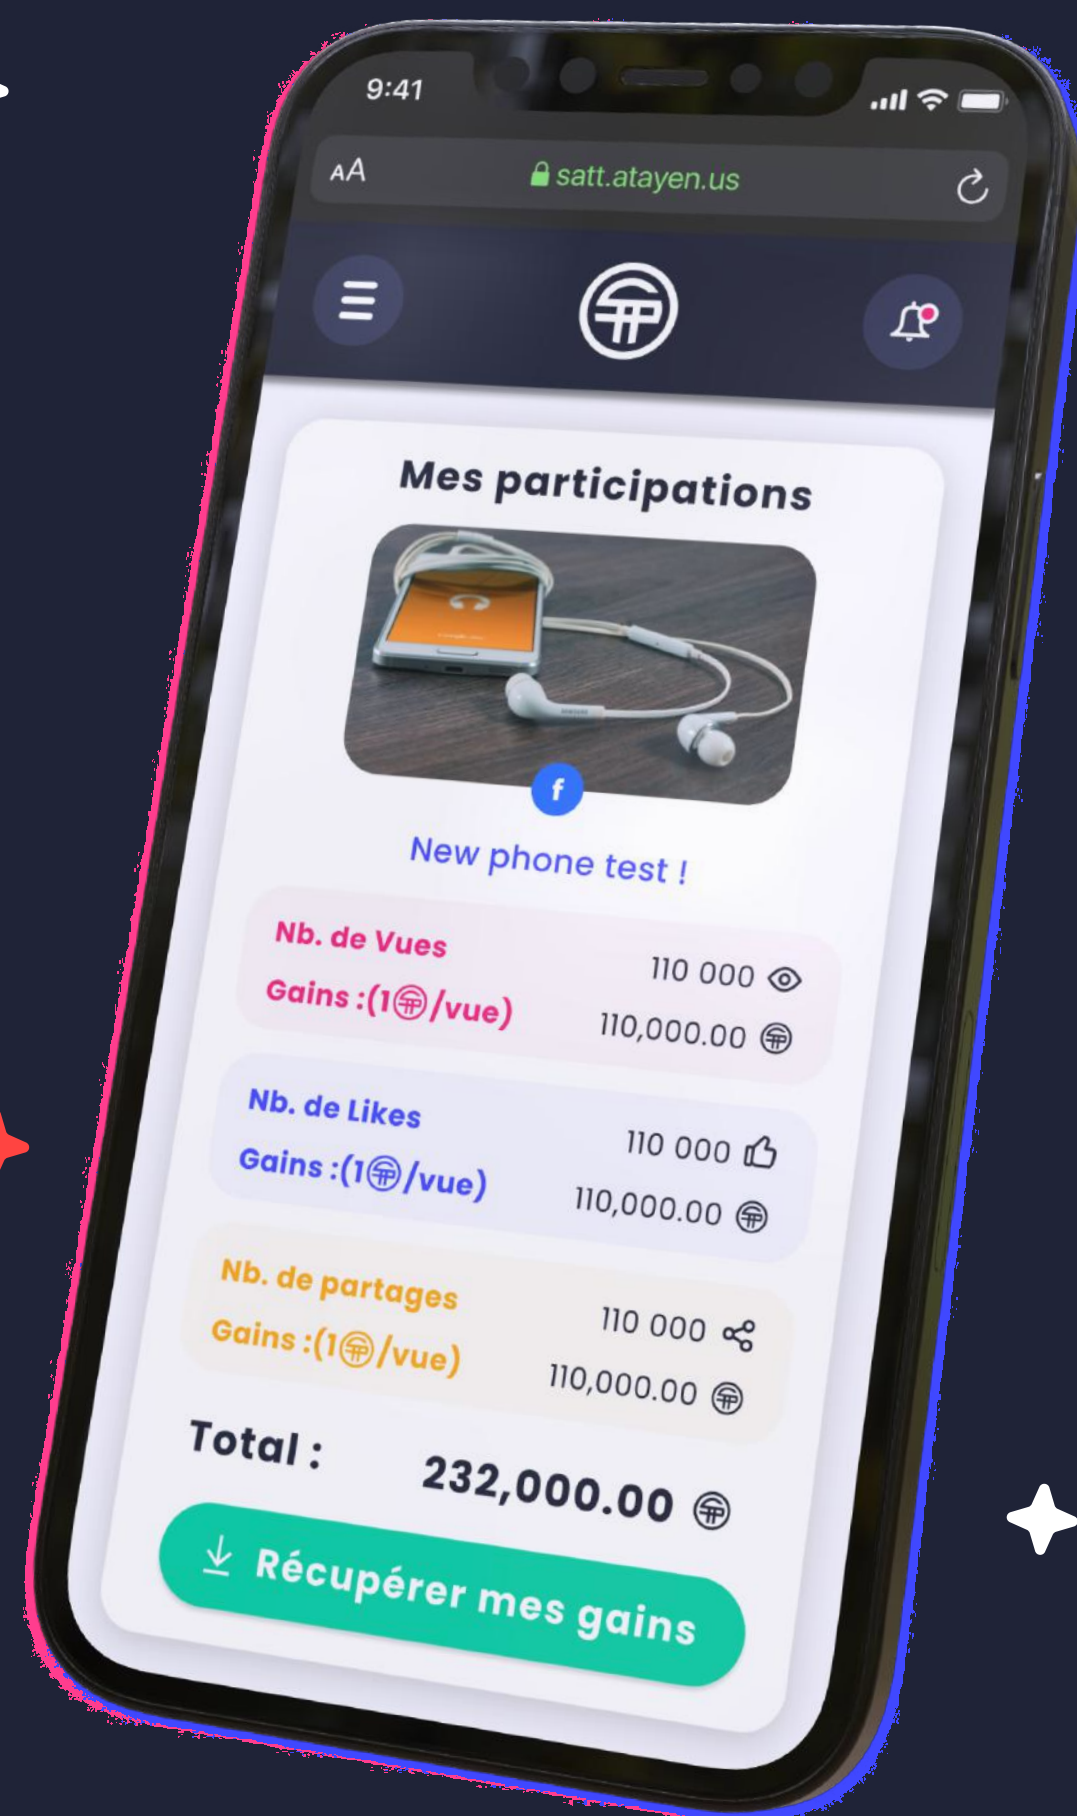 9:41
AA
satt.atayen.us
Mes participations
f
New phone test !
Nb. de Vues
110 000
Gains :(1/vue)
110,000.00
Nb. de Likes
110 000
Gains :(1/vue)
110,000.00
Nb. de partages
110 000
Gains :(1/vue)
110,000.00
Total :
232,000.00
Récupérer mes gains